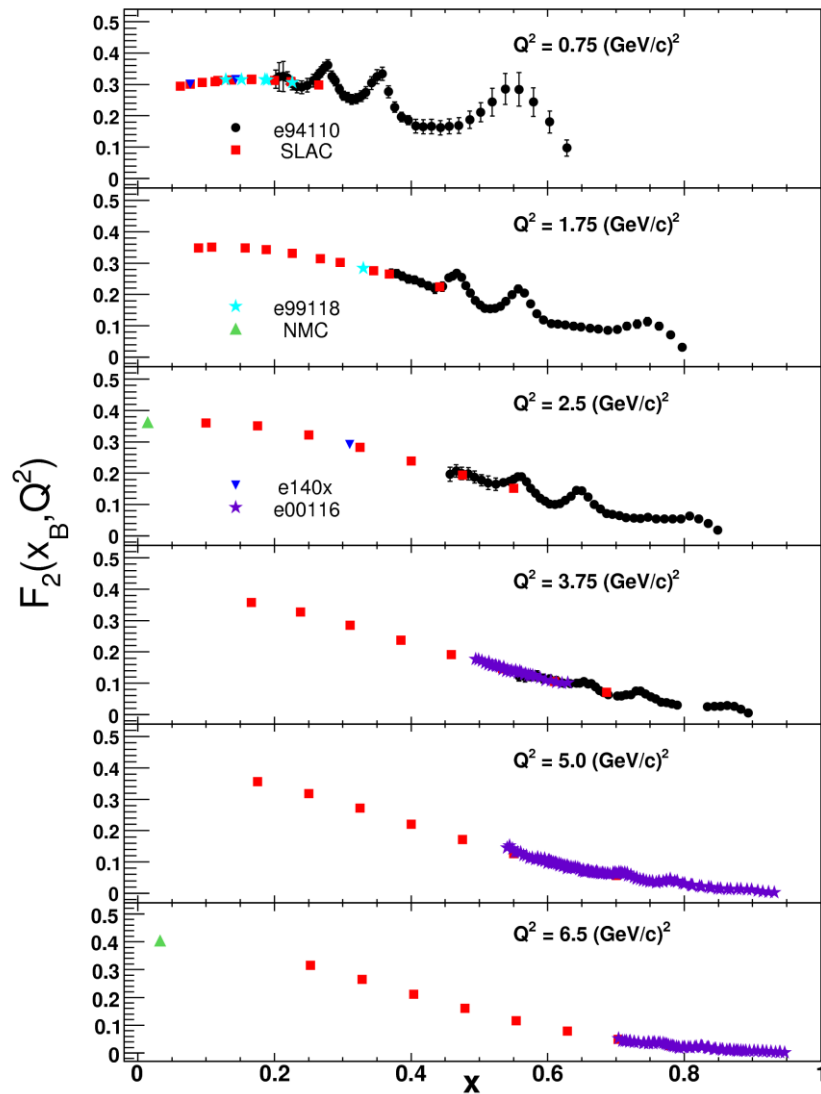 F₂(x_B,Q²)
0.5
0.4
0.3
0.2
0.1
0
Q² = 0.75 (GeV/c)²
e94110
SLAC
0.5
0.4
0.3
0.2
0.1
0
Q² = 1.75 (GeV/c)²
e99118
NMC
0.5
0.4
0.3
0.2
0.1
0
Q² = 2.5 (GeV/c)²
e140x
e00116
0.5
0.4
0.3
0.2
0.1
0
Q² = 3.75 (GeV/c)²
0.5
0.4
0.3
0.2
0.1
0
Q² = 5.0 (GeV/c)²
0.5
0.4
0.3
0.2
0.1
0
Q² = 6.5 (GeV/c)²
0 0.2 0.4 0.6 0.8 1
x